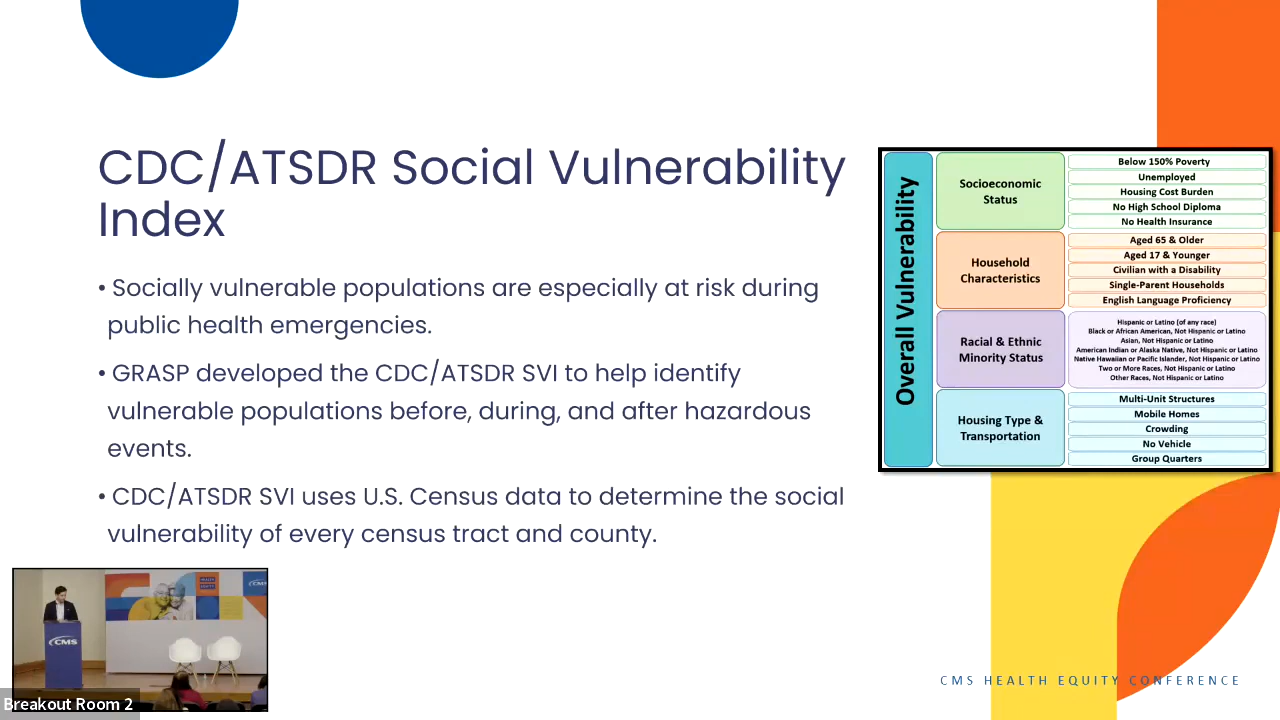 CDC/ATSDR Social Vulnerability
Index
• Socially vulnerable populations are especially at risk during
public health emergencies.
• GRASP developed the CDC/ATSDR SVI to help identify
vulnerable populations before, during, and after hazardous
events.
• CDC/ATSDR SVI uses U.S. Census data to determine the social
vulnerability of every census tract and county.
Overall Vulnerability
Socioeconomic
Status
Below 150% Poverty
Unemployed
Housing Cost Burden
No High School Diploma
No Health Insurance
Household
Characteristics
Aged 65 & Older
Aged 17 & Younger
Civilian with a Disability
Single-Parent Households
English Language Proficiency
Racial & Ethnic
Minority Status
Hispanic or Latino (of any race)
Black or African American, Not Hispanic or Latino
Asian, Not Hispanic or Latino
American Indian or Alaska Native, Not Hispanic or Latino
Native Hawaiian or Pacific Islander, Not Hispanic or Latino
Two or More Races, Not Hispanic or Latino
Other Races, Not Hispanic or Latino
Housing Type &
Transportation
Multi-Unit Structures
Mobile Homes
Crowding
No Vehicle
Group Quarters
CMS
HEALTH
EQUITY
CMS
Breakout Room 2
CMS HEALTH EQUITY CONFERENCE